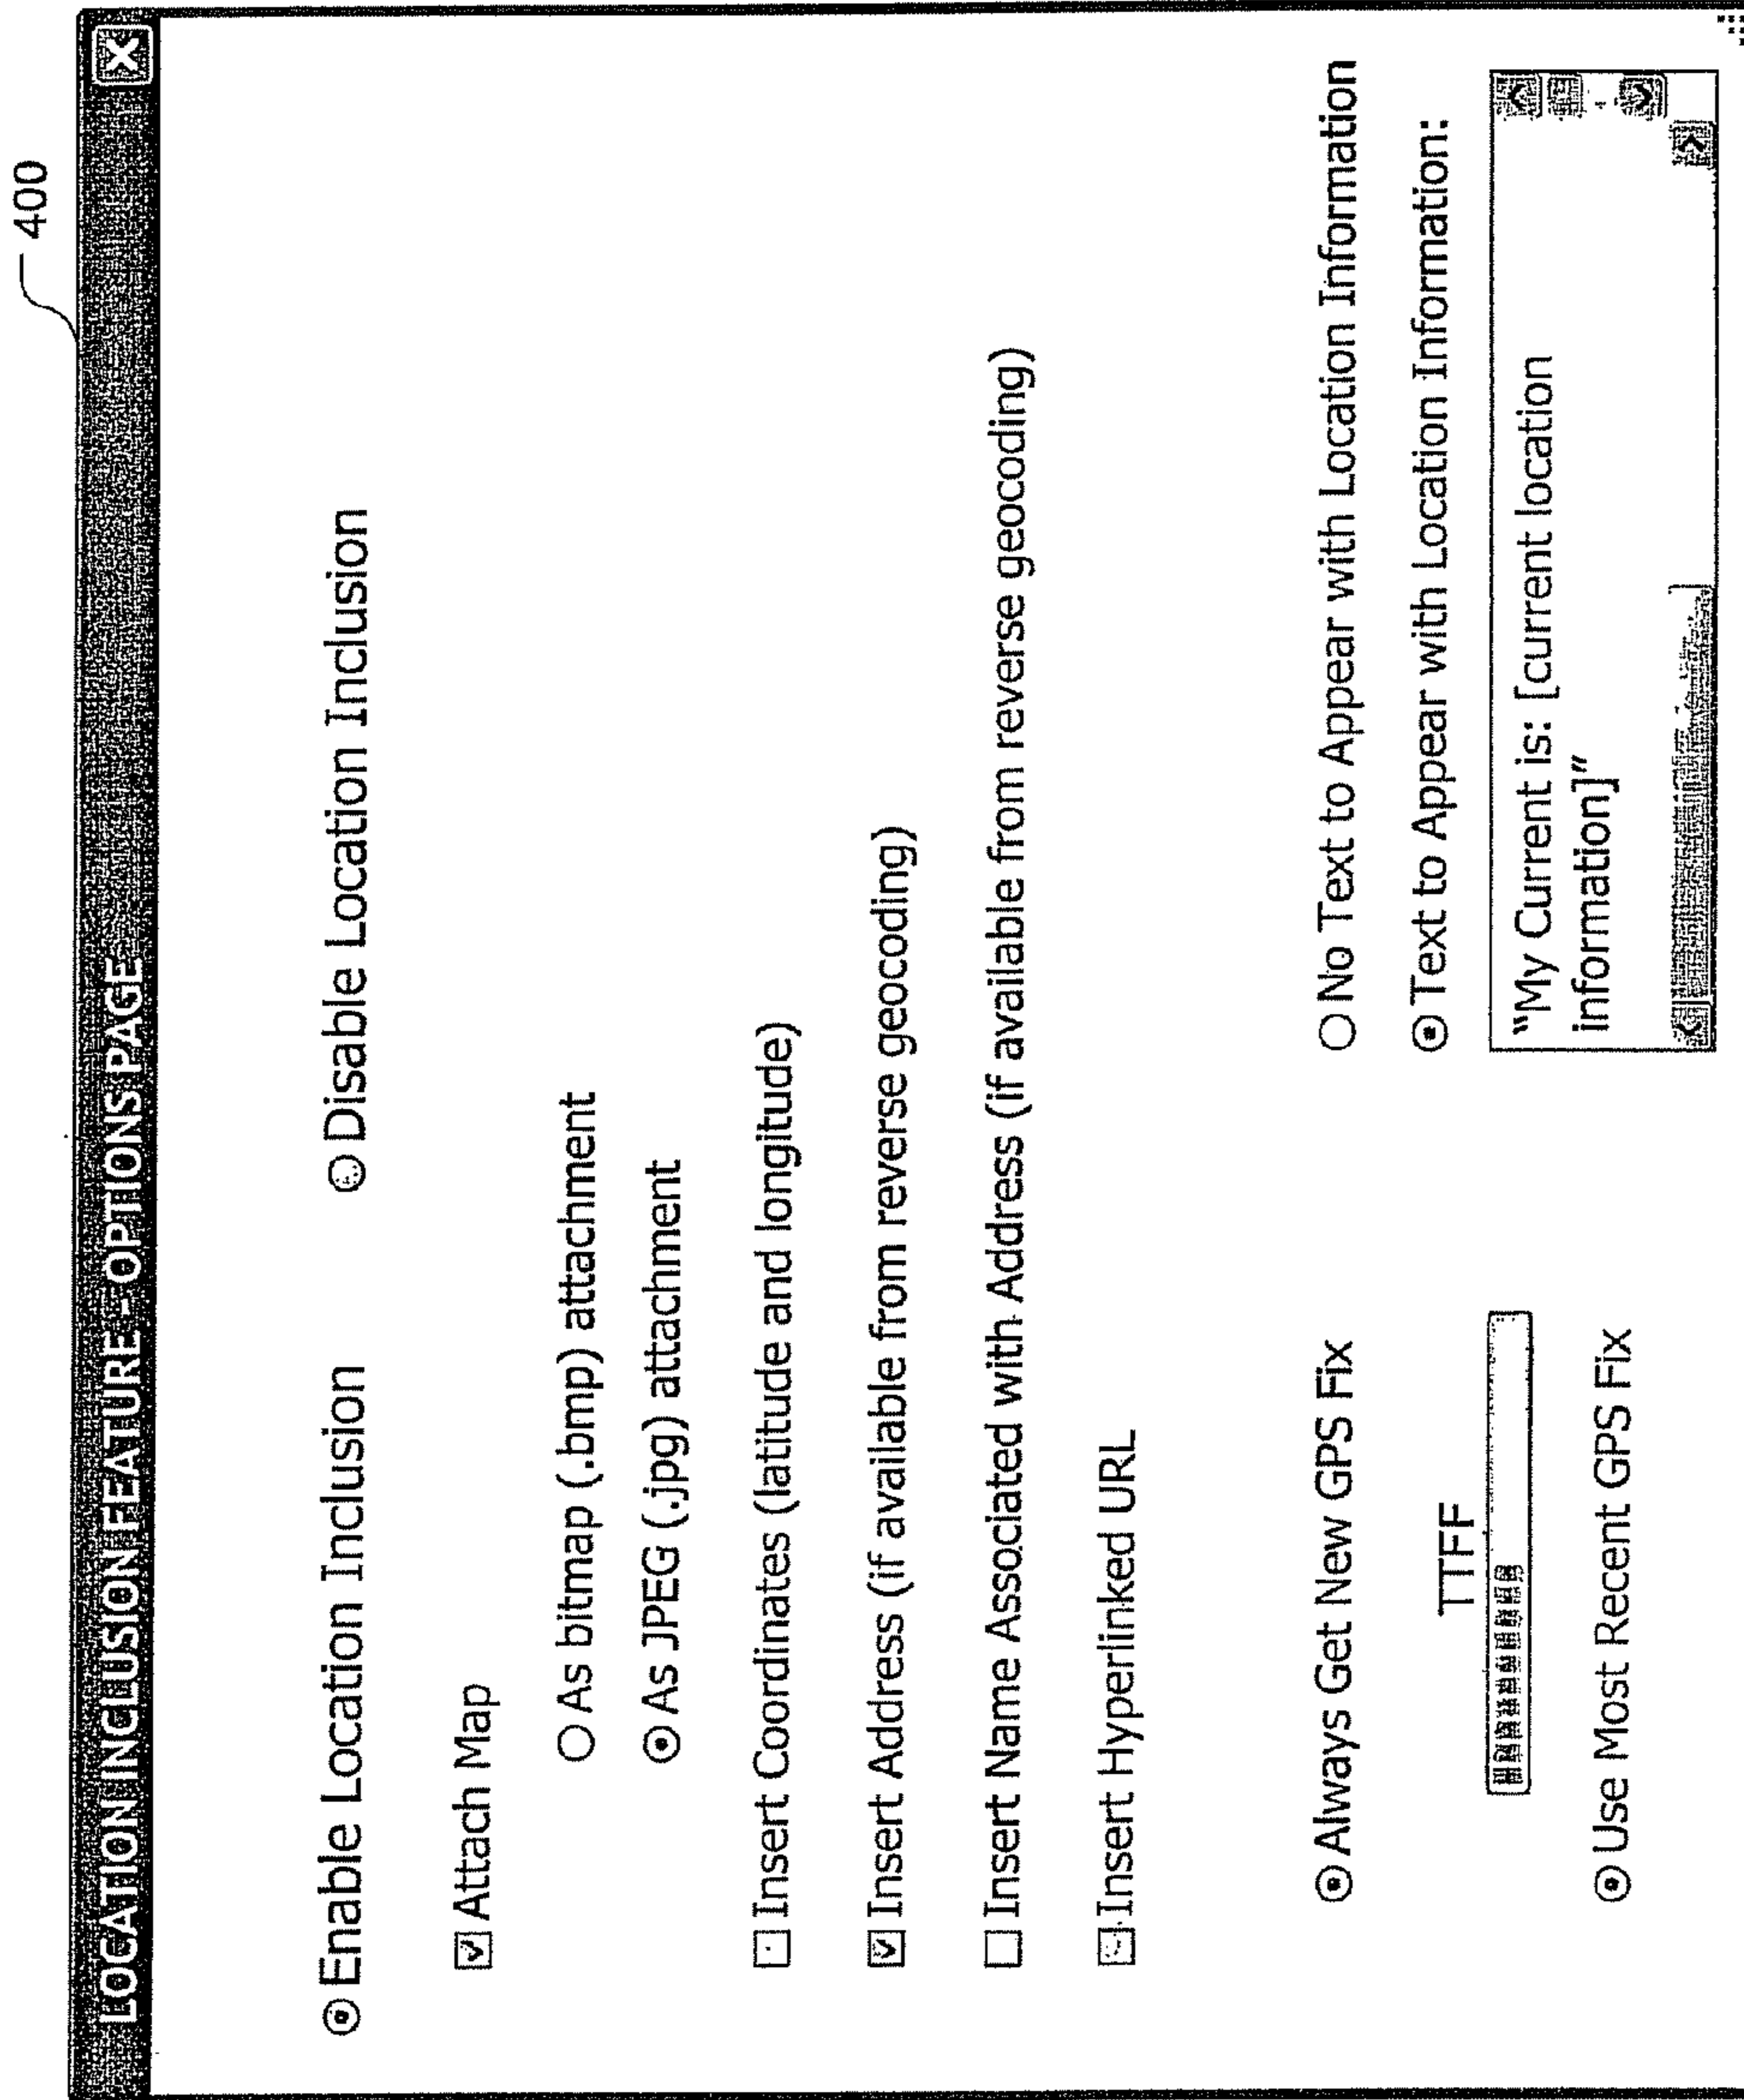 400
LOCATION INCLUSION FEATURE - OPTIONS PAGE
Enable Location Inclusion
Disable Location Inclusion
Attach Map
As bitmap (.bmp) attachment
As JPEG (.jpg) attachment
Insert Coordinates (latitude and longitude)
Insert Address (if available from reverse geocoding)
Insert Name Associated with Address (if available from reverse geocoding)
Insert Hyperlinked URL
Always Get New GPS Fix
TTFF
Use Most Recent GPS Fix
No Text to Appear with Location Information
Text to Appear with Location Information:
“My Current is: [current location
information]”